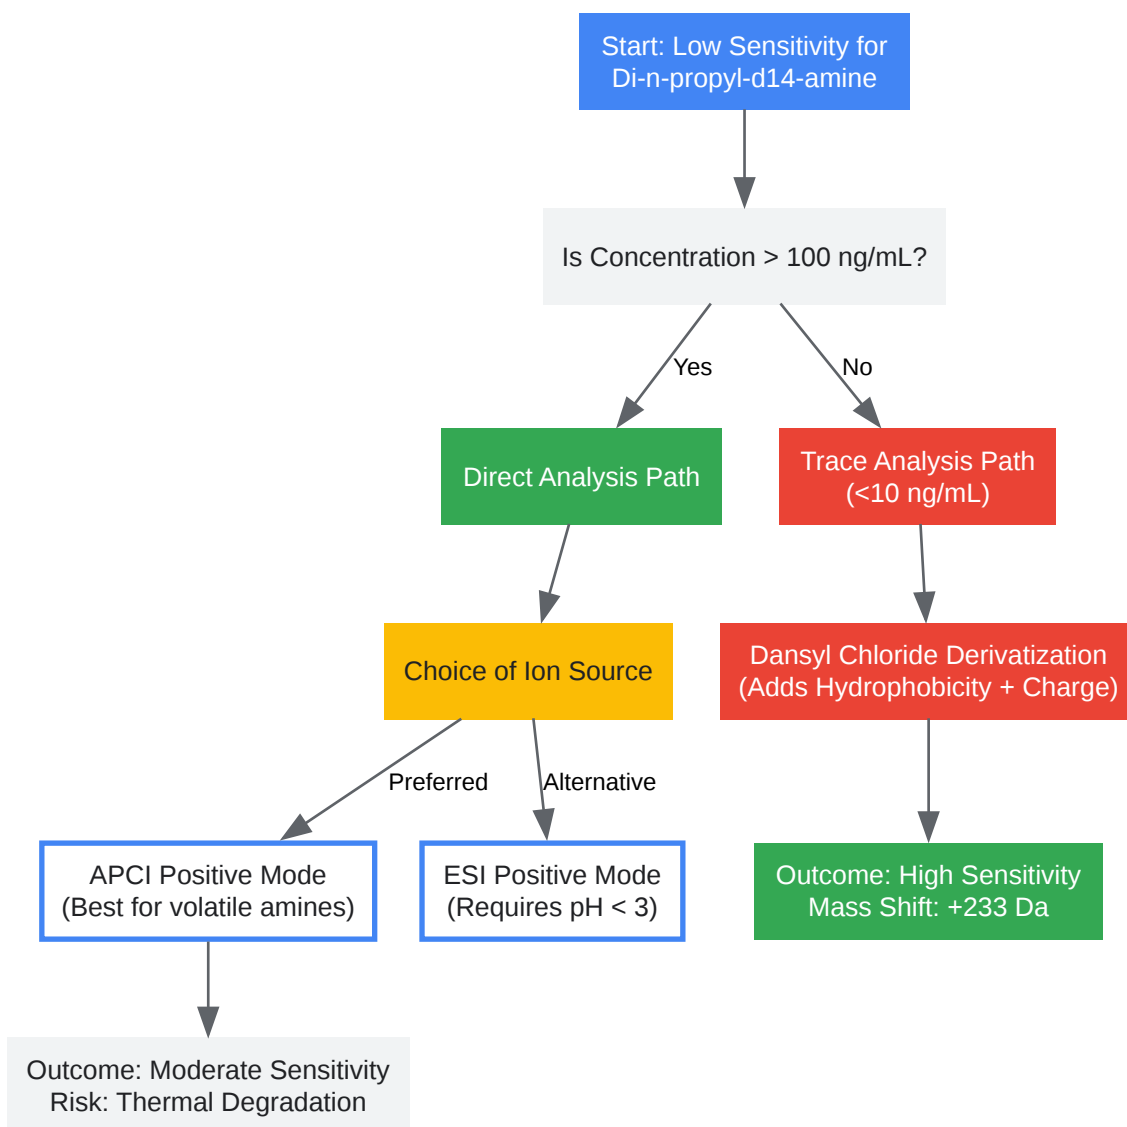 Start: Low Sensitivity for
Di-n-propyl-d14-amine
Is Concentration > 100 ng/mL?
Yes
No
Direct Analysis Path
Trace Analysis Path
(<10 ng/mL)
Choice of Ion Source
Dansyl Chloride Derivatization
(Adds Hydrophobicity + Charge)
Preferred
Alternative
APCI Positive Mode
(Best for volatile amines)
ESI Positive Mode
(Requires pH < 3)
Outcome: High Sensitivity
Mass Shift: +233 Da
Outcome: Moderate Sensitivity
Risk: Thermal Degradation